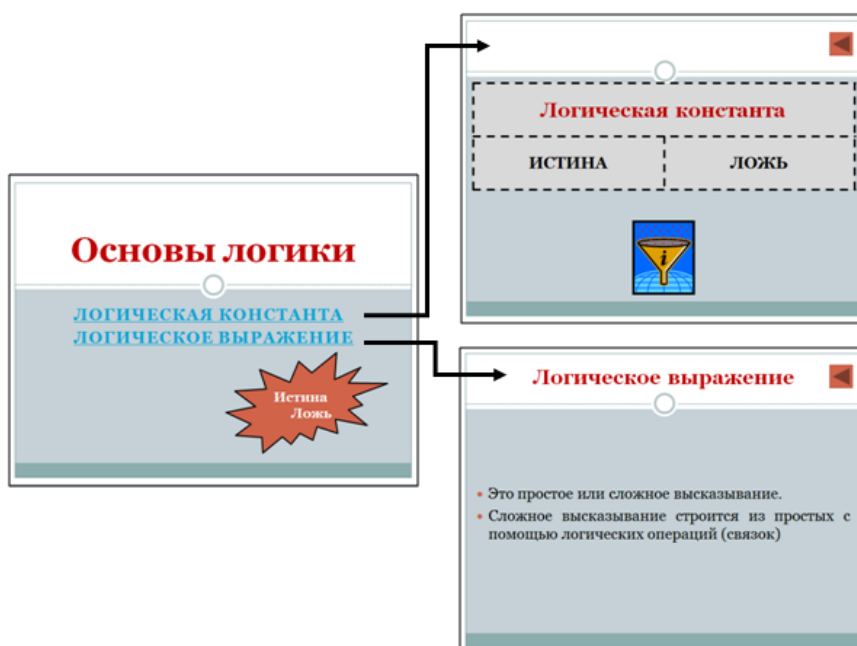 Основы логики
ЛОГИЧЕСКАЯ КОНСТАНТА
ЛОГИЧЕСКОЕ ВЫРАЖЕНИЕ
Истина
Ложь
Логическая константа
ИСТИНА ЛОЖЬ
i
Логическое выражение
• Это простое или сложное высказывание.
• Сложное высказывание строится из простых с
помощью логических операций (связок)